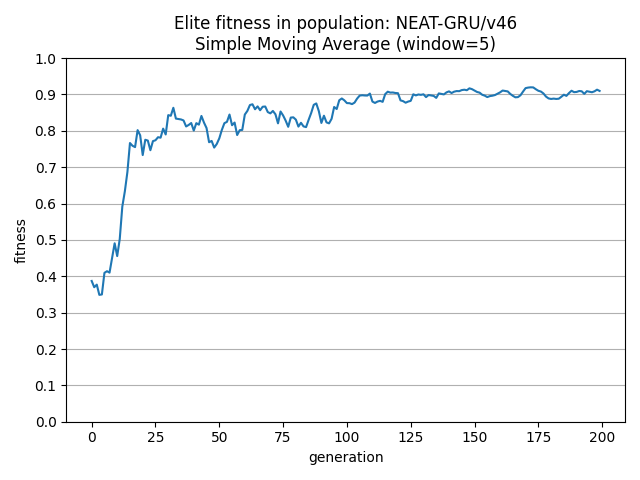 Elite fitness in population: NEAT-GRU/v46
Simple Moving Average (window=5)
1.0
0.9
0.8
0.7
0.6
0.5
0.4
0.3
0.2
0.1
0.0
fitness
0 25 50 75 100 125 150 175 200
generation